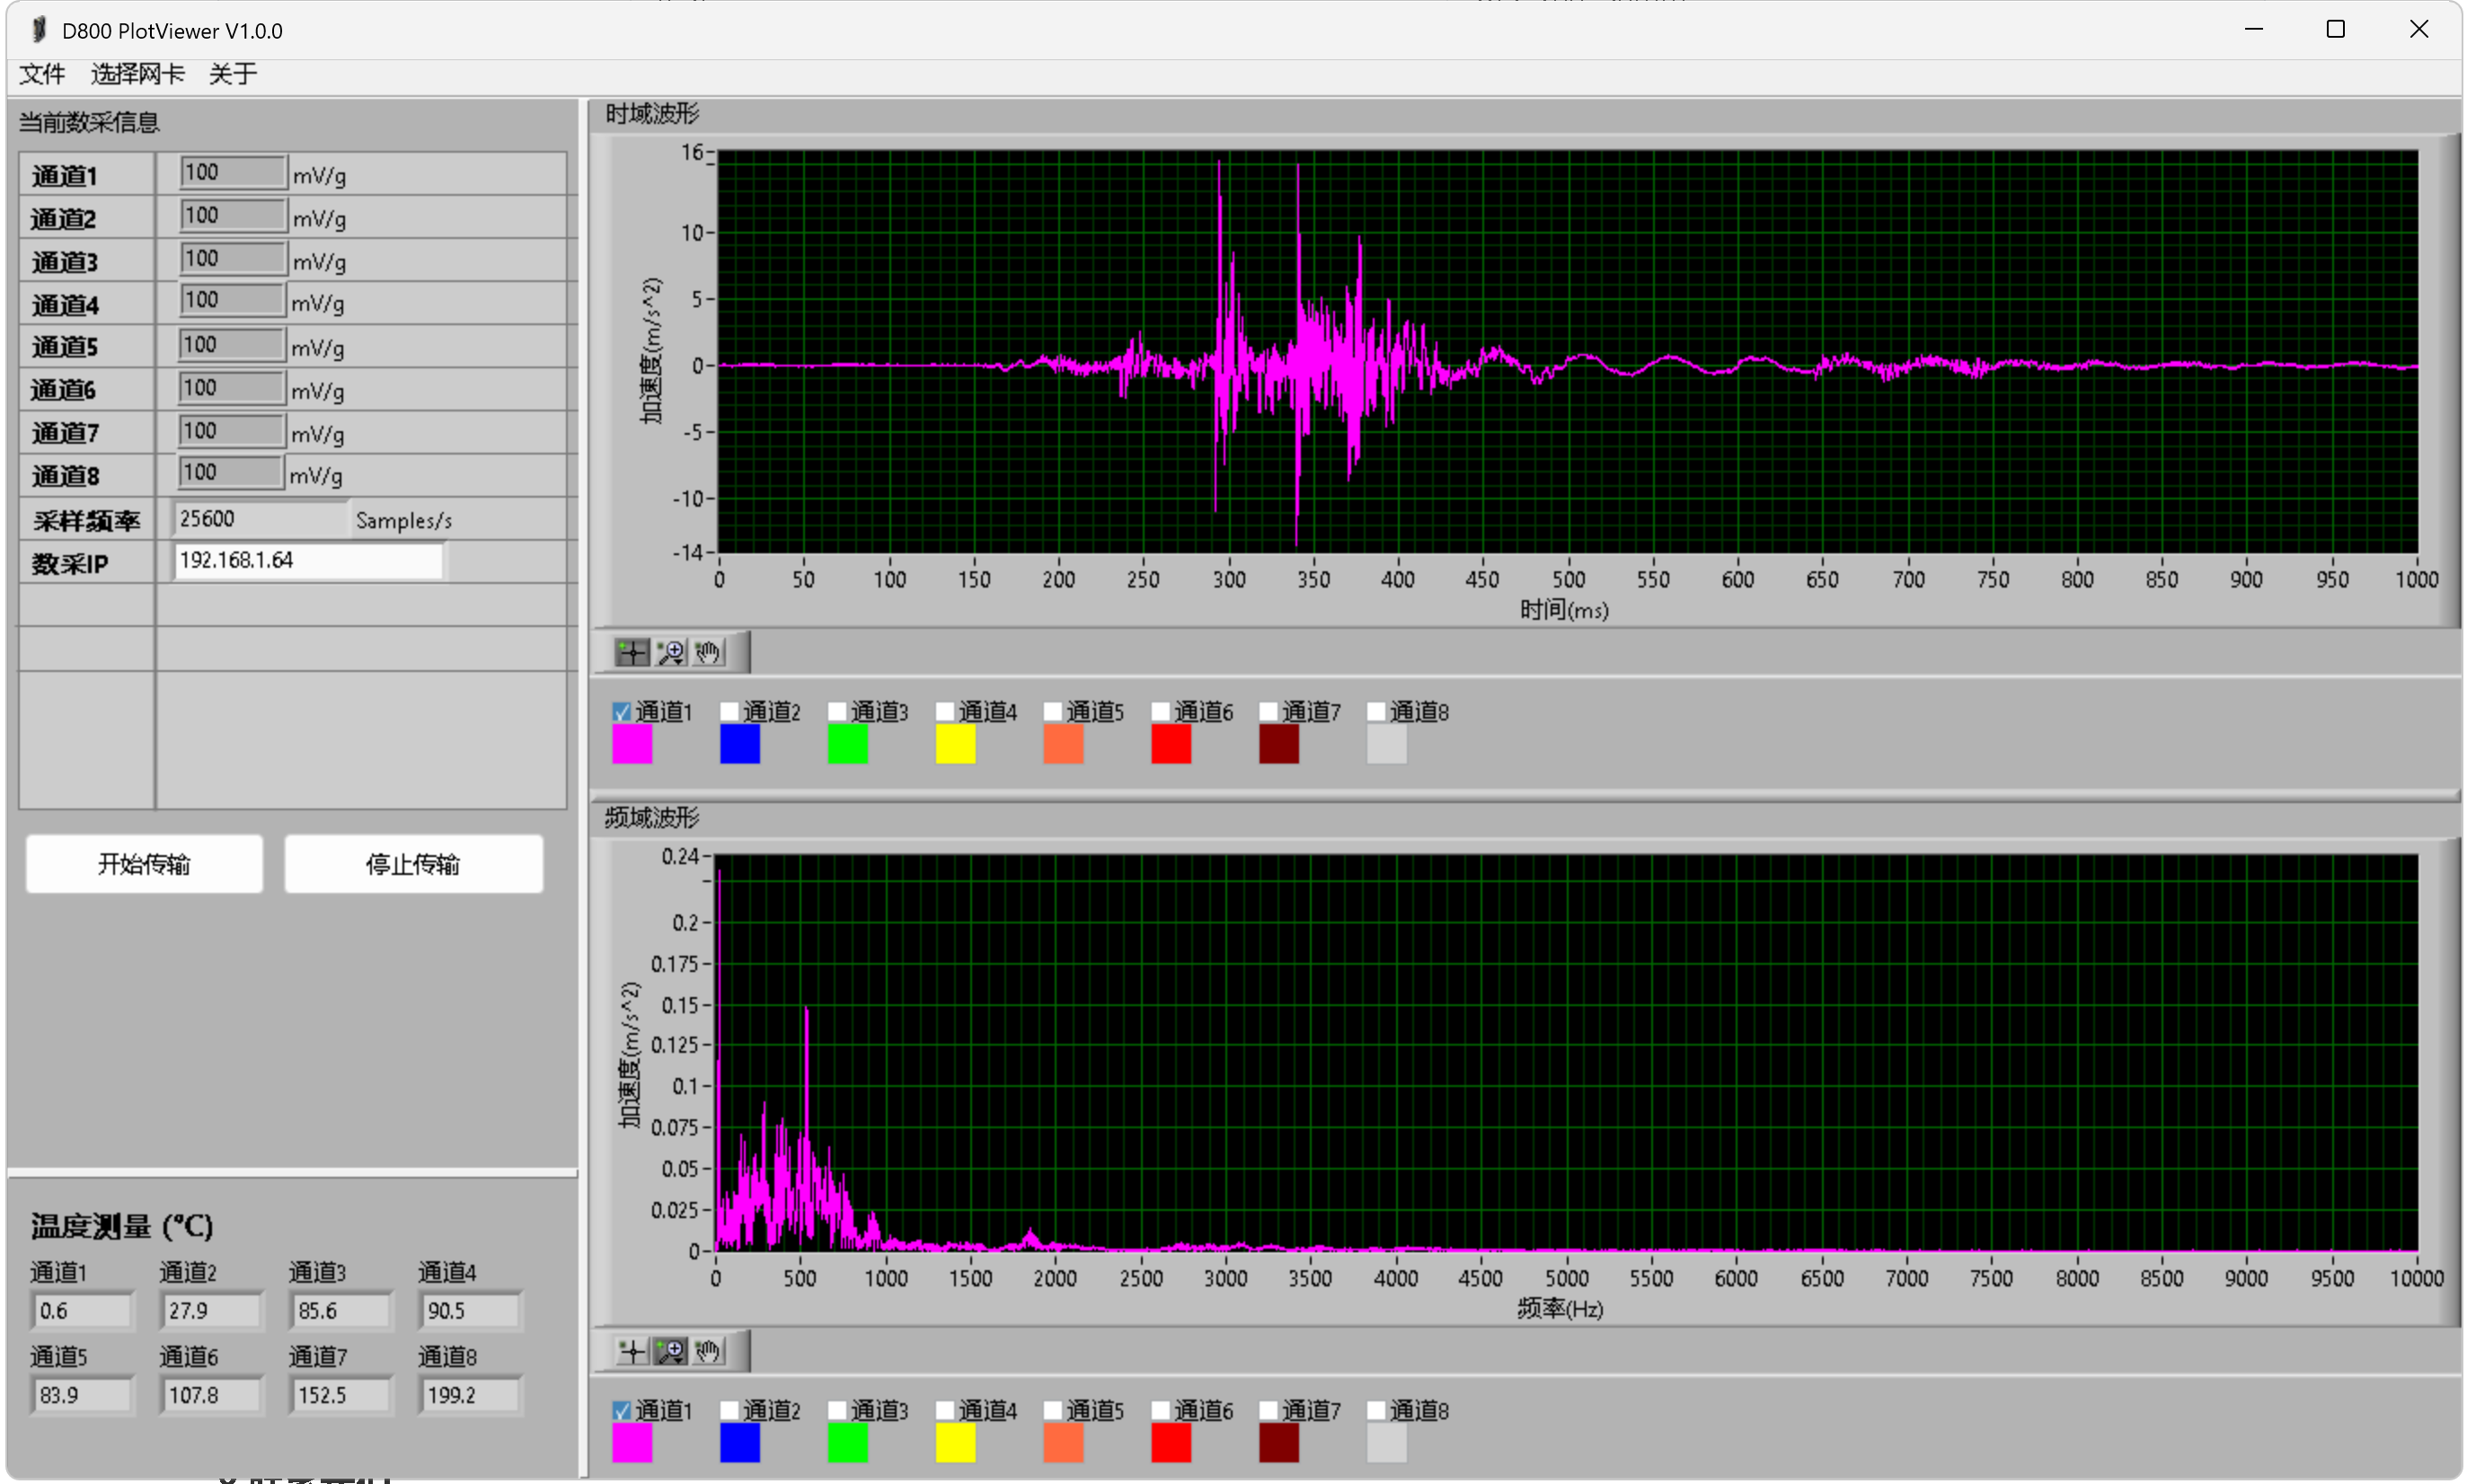 D800 PlotViewer V1.0.0
文件 选择网卡 关于
当前数采信息
通道1 100 mV/g
通道2 100 mV/g
通道3 100 mV/g
通道4 100 mV/g
通道5 100 mV/g
通道6 100 mV/g
通道7 100 mV/g
通道8 100 mV/g
采样频率 25600 Samples/s
数采IP 192.168.1.64
开始传输 停止传输
温度测量 (℃)
通道1 通道2 通道3 通道4
0.6 27.9 85.6 90.5
通道5 通道6 通道7 通道8
83.9 107.8 152.5 199.2
时域波形
加速度(m/s^2)
16
10
5
0
-5
-10
-14
0 50 100 150 200 250 300 350 400 450 500 550 600 650 700 750 800 850 900 950 1000
时间(ms)
通道1 通道2 通道3 通道4 通道5 通道6 通道7 通道8
频域波形
加速度(m/s^2)
0.24
0.2
0.175
0.15
0.125
0.1
0.075
0.05
0.025
0
0 500 1000 1500 2000 2500 3000 3500 4000 4500 5000 5500 6000 6500 7000 7500 8000 8500 9000 9500 10000
频率(Hz)
通道1 通道2 通道3 通道4 通道5 通道6 通道7 通道8